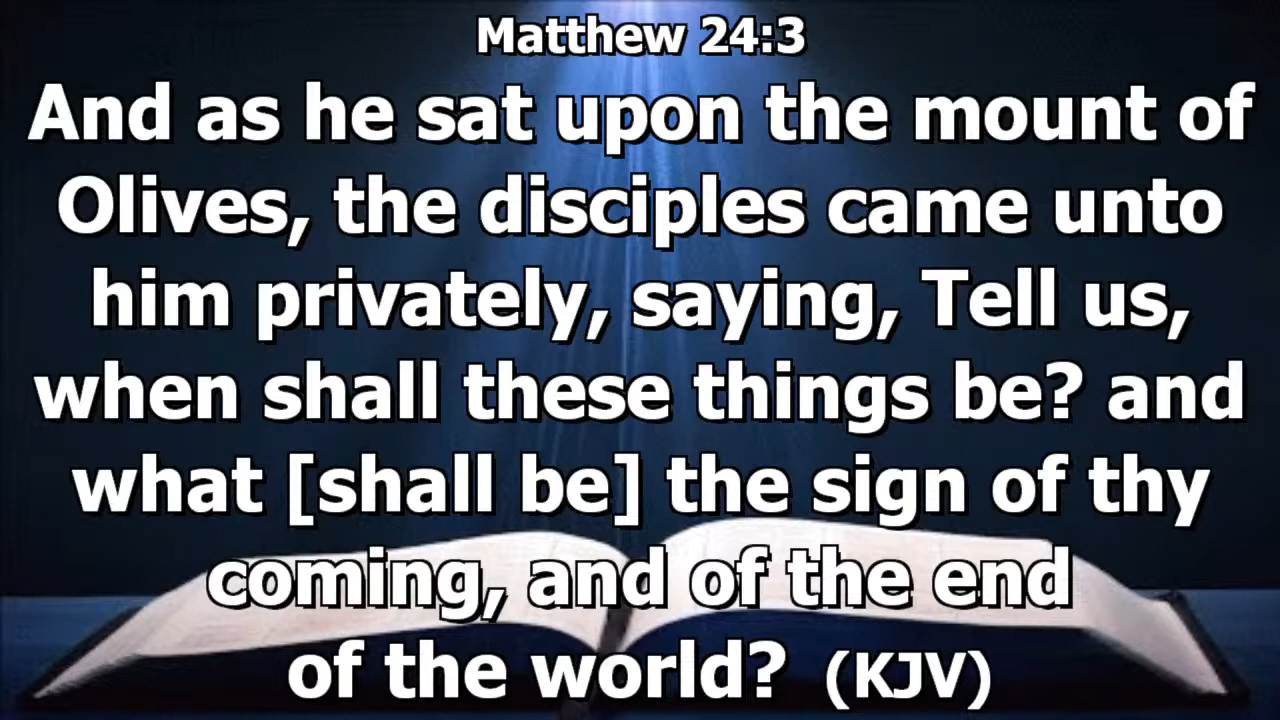 Matthew 24:3
And as he sat upon the mount of
Olives, the disciples came unto
him privately, saying, Tell us,
when shall these things be? and
what [shall be] the sign of thy
coming, and of the end
of the world? (KJV)